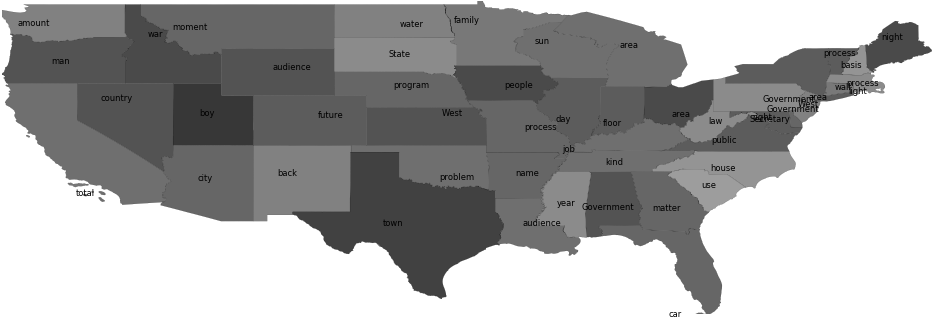 amount
moment
war
water
family
sun
area
night
man
audience
State
process
basis
country
program
people
wall
process
light
boy
future
West
process
day
floor
area
law
Government
area
West
Government
night
Secretary
public
job
kind
house
city
back
problem
name
use
total
town
year
Government
matter
audience
car